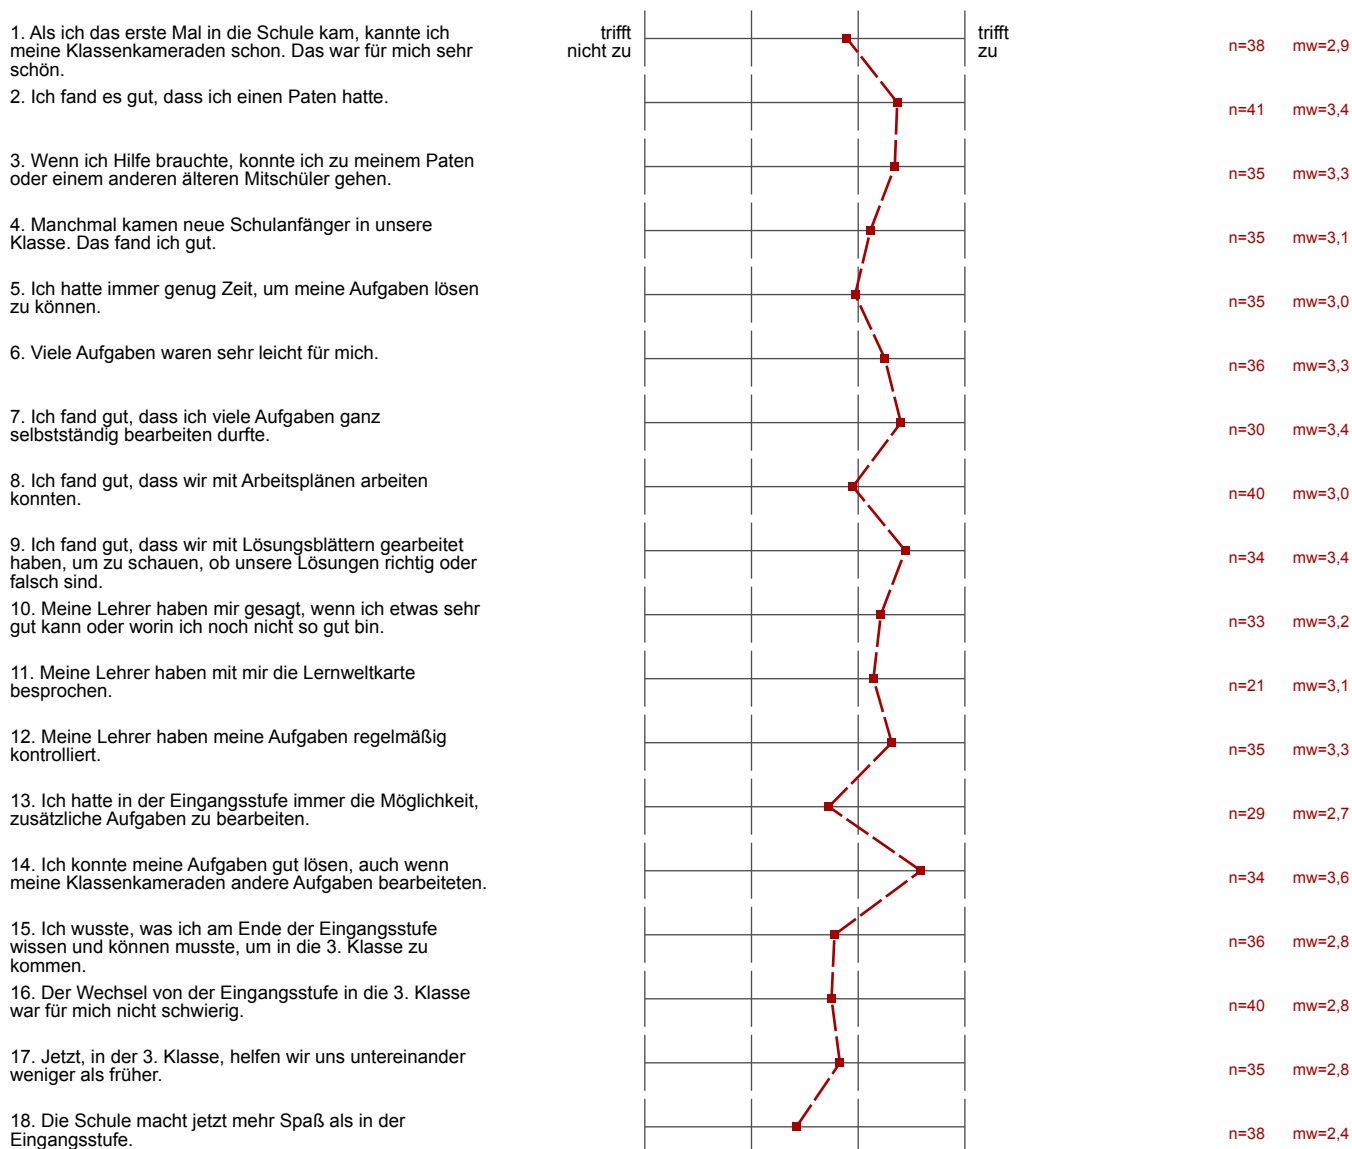 1. Als ich das erste Mal in die Schule kam, kannte ich
meine Klassenkameraden schon. Das war für mich sehr
schön.
trifft
nicht zu
trifft
zu
n=38 mw=2,9
2. Ich fand es gut, dass ich einen Paten hatte.
n=41 mw=3,4
3. Wenn ich Hilfe brauchte, konnte ich zu meinem Paten
oder einem anderen älteren Mitschüler gehen.
n=35 mw=3,3
4. Manchmal kamen neue Schulanfänger in unsere
Klasse. Das fand ich gut.
n=35 mw=3,1
5. Ich hatte immer genug Zeit, um meine Aufgaben lösen
zu können.
n=35 mw=3,0
6. Viele Aufgaben waren sehr leicht für mich.
n=36 mw=3,3
7. Ich fand gut, dass ich viele Aufgaben ganz
selbstständig bearbeiten durfte.
n=30 mw=3,4
8. Ich fand gut, dass wir mit Arbeitsplänen arbeiten
konnten.
n=40 mw=3,0
9. Ich fand gut, dass wir mit Lösungsblättern gearbeitet
haben, um zu schauen, ob unsere Lösungen richtig oder
falsch sind.
n=34 mw=3,4
10. Meine Lehrer haben mir gesagt, wenn ich etwas sehr
gut kann oder worin ich noch nicht so gut bin.
n=33 mw=3,2
11. Meine Lehrer haben mit mir die Lernweltkarte
besprochen.
n=21 mw=3,1
12. Meine Lehrer haben meine Aufgaben regelmäßig
kontrolliert.
n=35 mw=3,3
13. Ich hatte in der Eingangsstufe immer die Möglichkeit,
zusätzliche Aufgaben zu bearbeiten.
n=29 mw=2,7
14. Ich konnte meine Aufgaben gut lösen, auch wenn
meine Klassenkameraden andere Aufgaben bearbeiteten.
n=34 mw=3,6
15. Ich wusste, was ich am Ende der Eingangsstufe
wissen und können musste, um in die 3. Klasse zu
kommen.
n=36 mw=2,8
16. Der Wechsel von der Eingangsstufe in die 3. Klasse
war für mich nicht schwierig.
n=40 mw=2,8
17. Jetzt, in der 3. Klasse, helfen wir uns untereinander
weniger als früher.
n=35 mw=2,8
18. Die Schule macht jetzt mehr Spaß als in der
Eingangsstufe.
n=38 mw=2,4